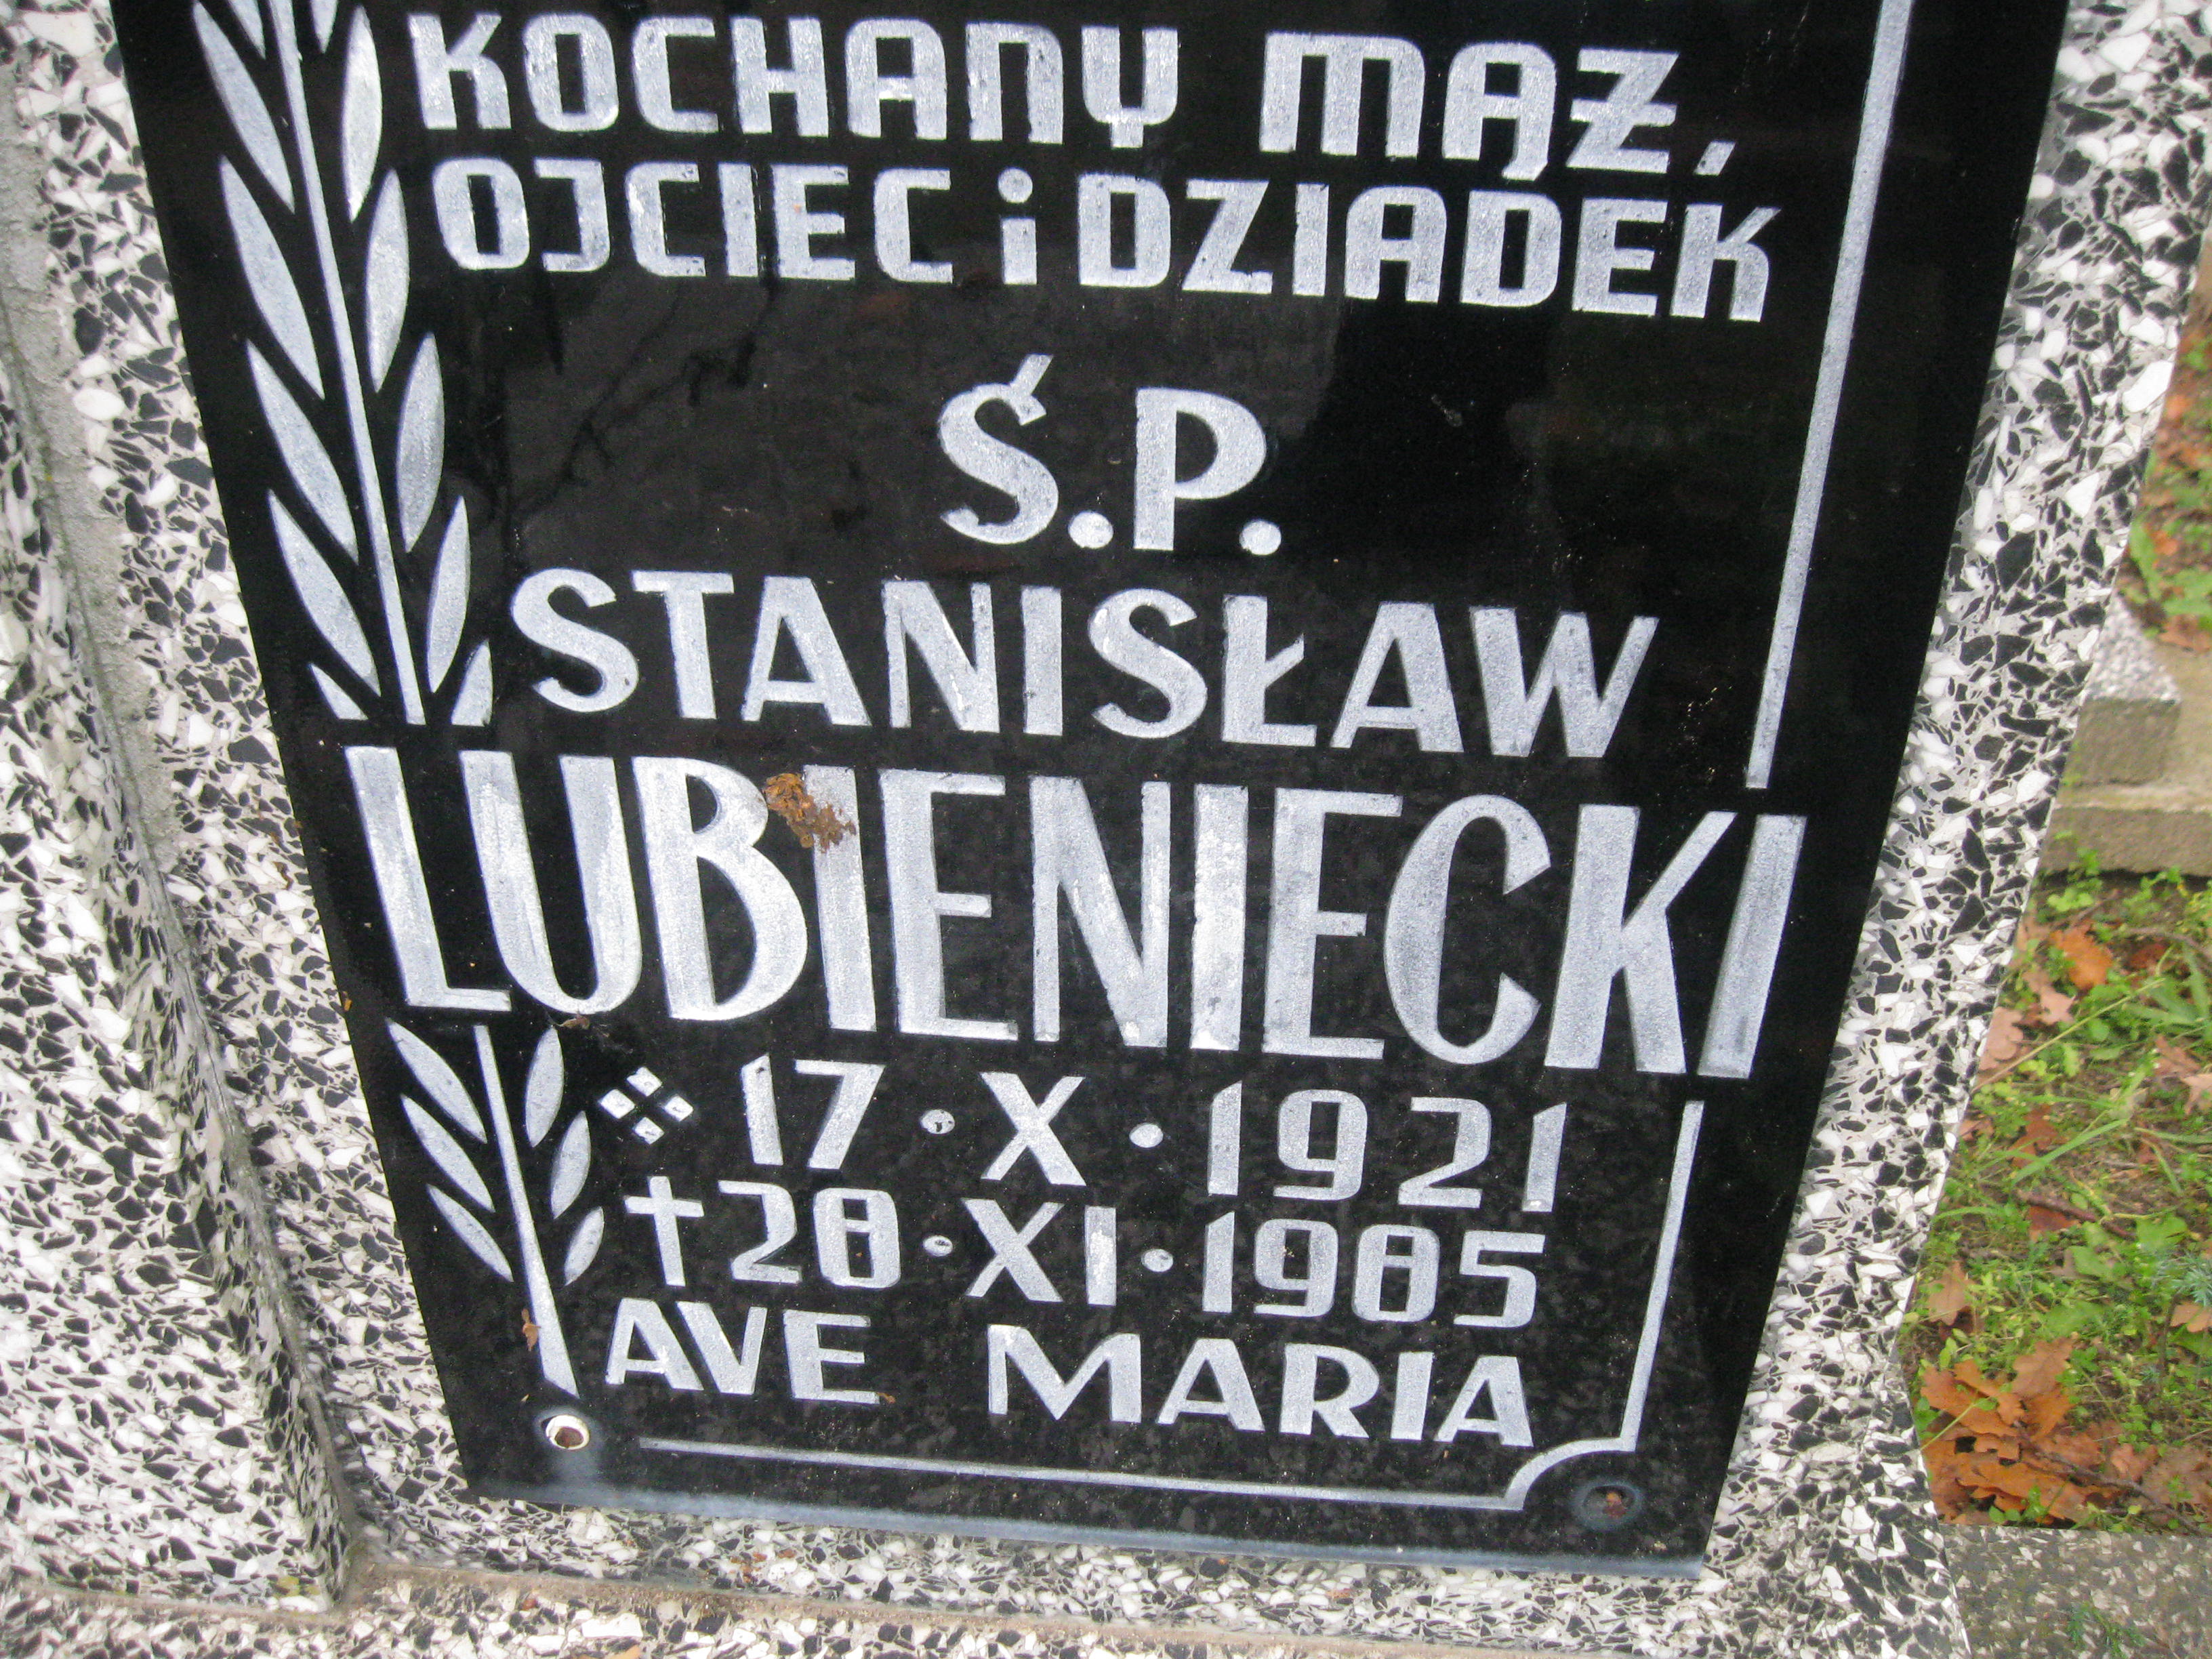 KOCHANY MĄŻ,
OJCIEC i DZIADEK
Ś.P.
STANISŁAW
LUBIENIECKI
17 • X • 1921
† 28 • XI • 1985
AVE MARIA